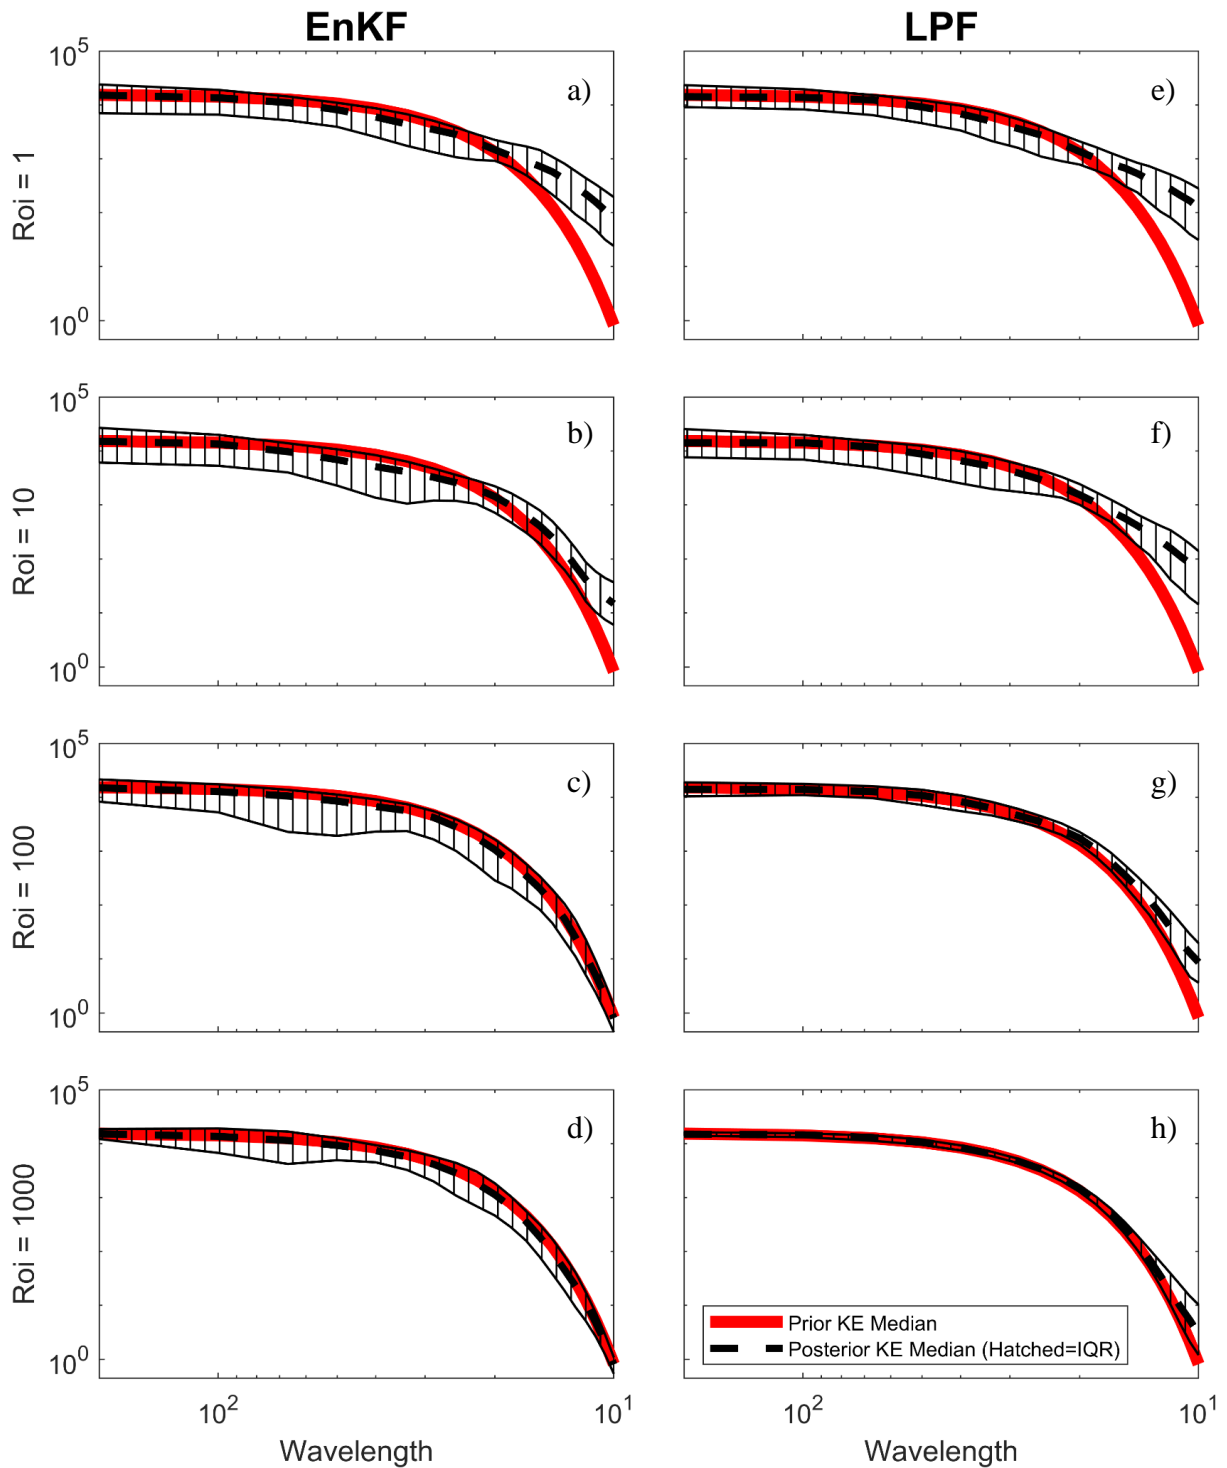 EnKF
LPF
10^5
a)
e)
Roi = 1
10^0
10^5
b)
f)
Roi = 10
10^0
10^5
c)
g)
Roi = 100
10^0
10^5
d)
h)
Roi = 1000
Prior KE Median
Posterior KE Median (Hatched=IQR)
10^0
10^2
10^1
10^2
10^1
Wavelength
Wavelength